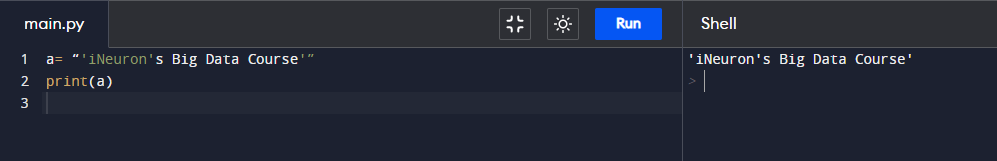 main.py
Run
Shell
1 a= “'iNeuron's Big Data Course'”
2 print(a)
3
'iNeuron's Big Data Course'
>